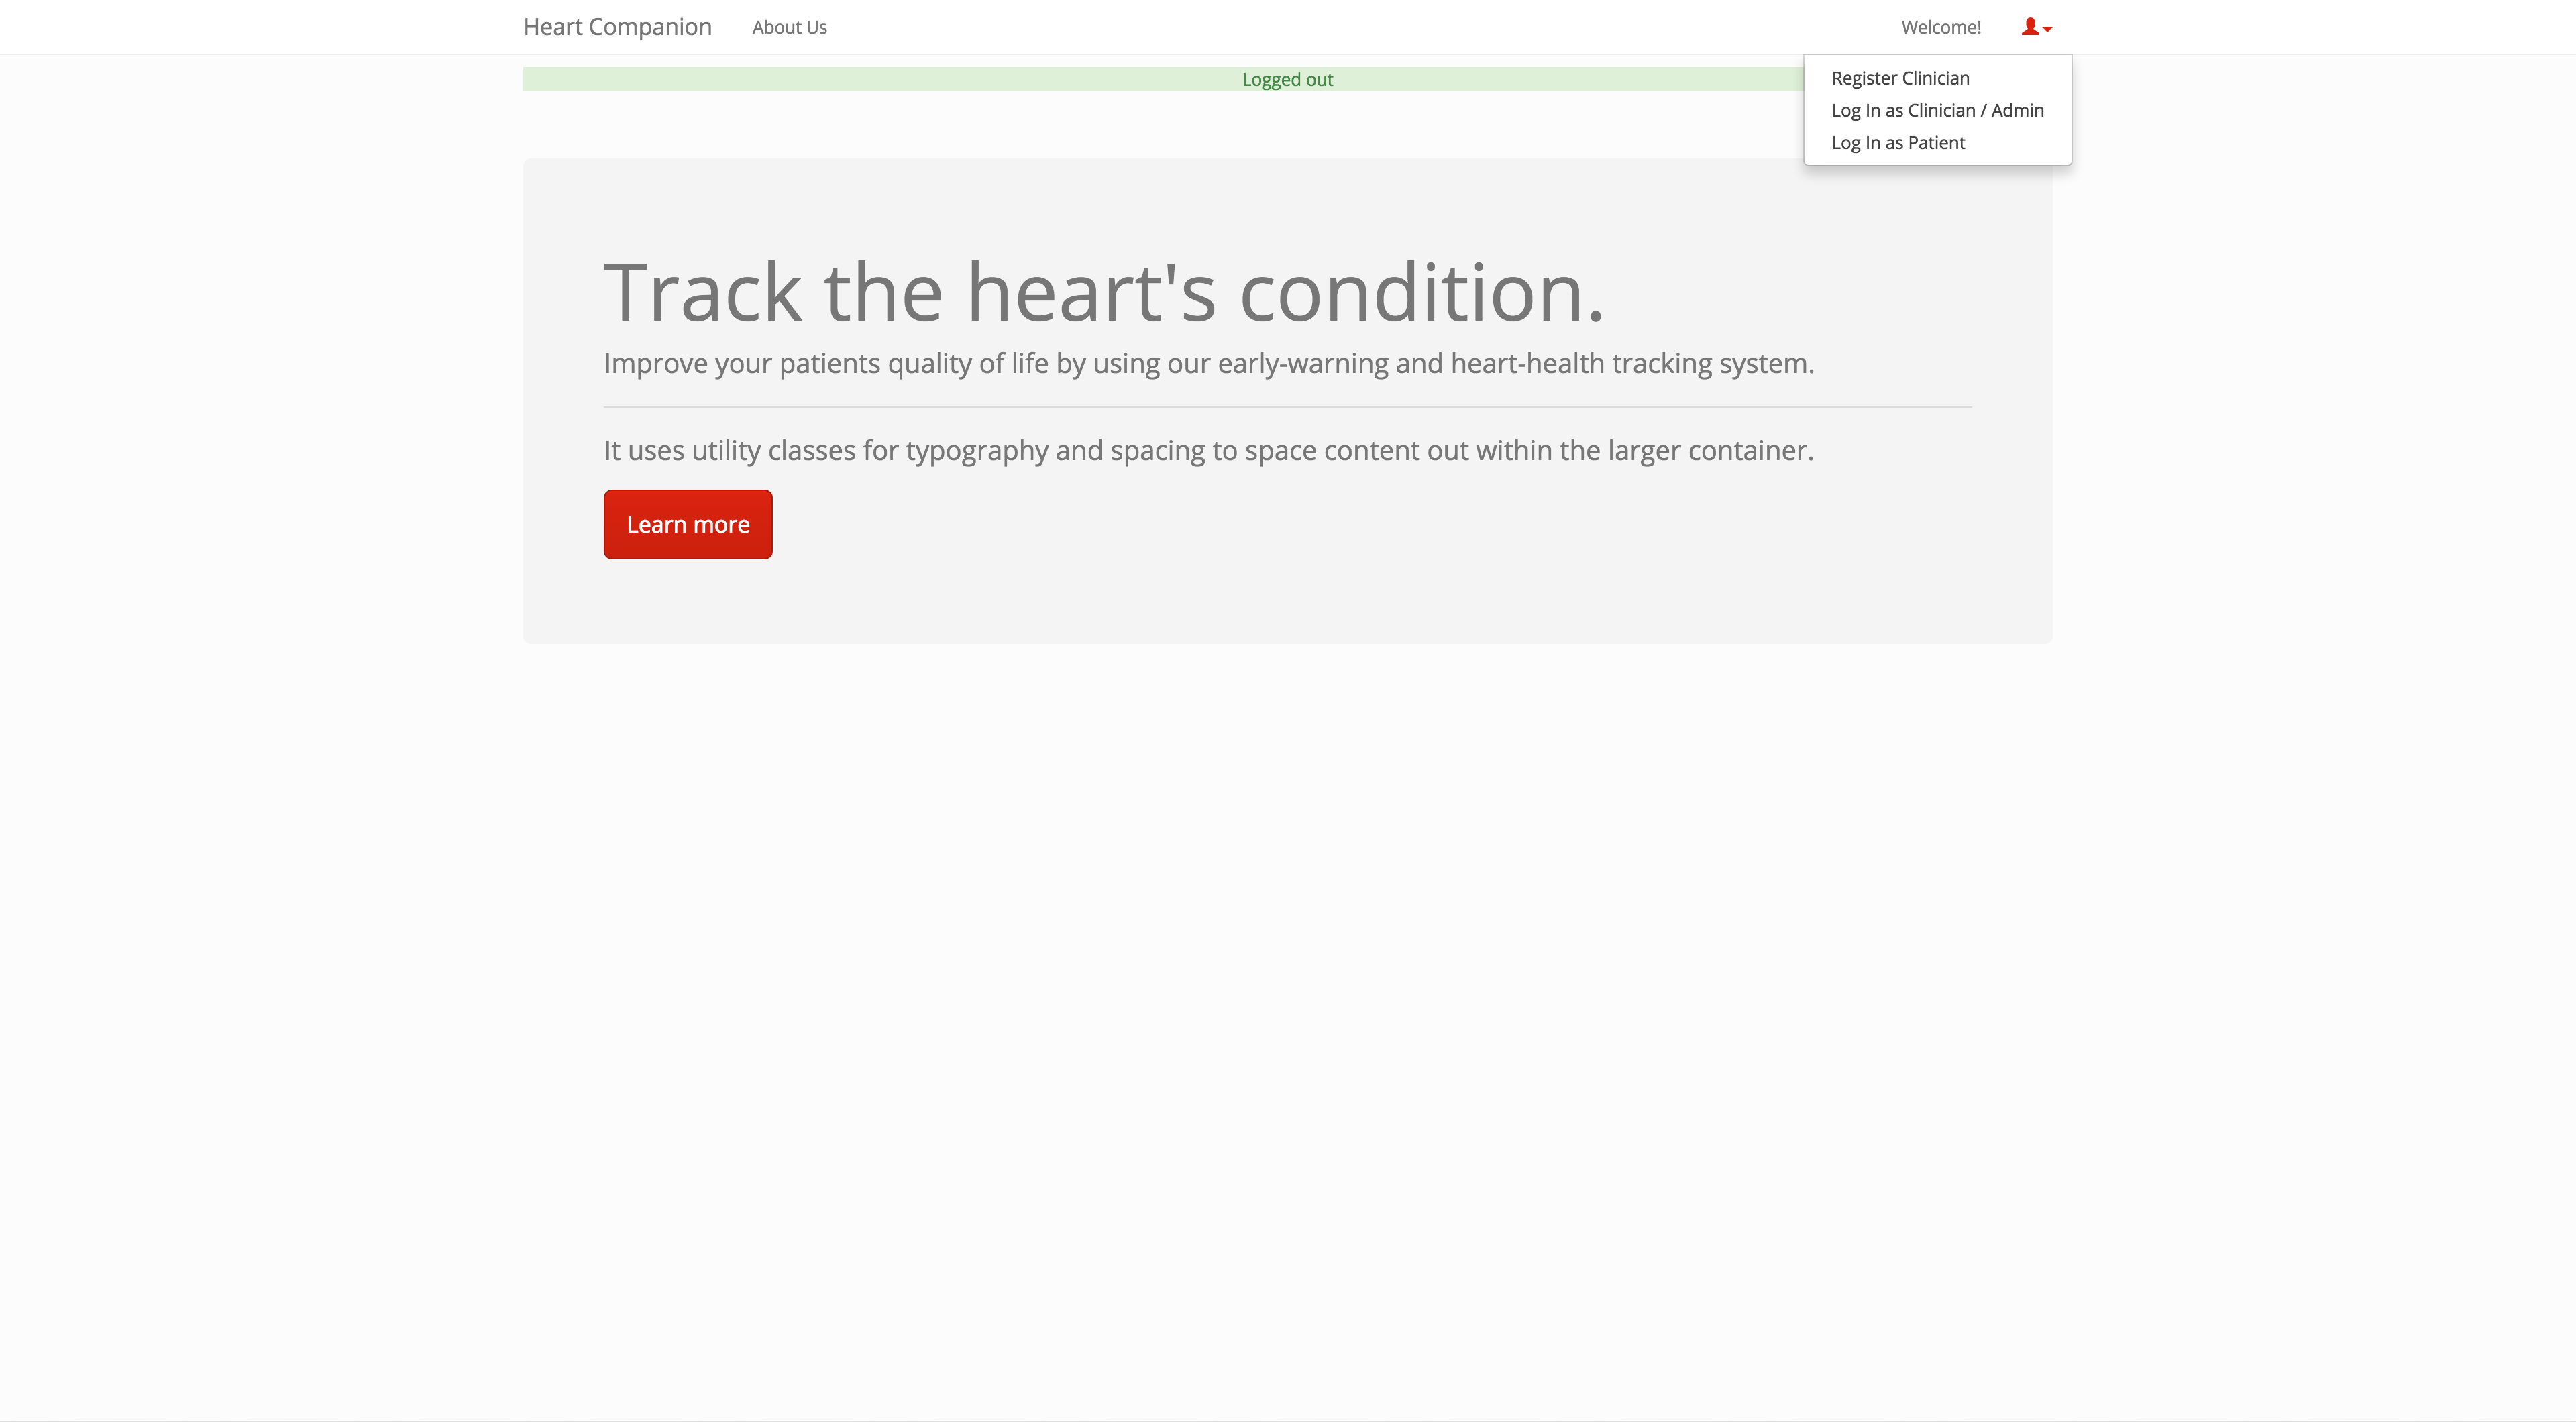 Heart Companion
About Us
Welcome!
Logged out
Register Clinician
Log In as Clinician / Admin
Log In as Patient
Track the heart's condition.
Improve your patients quality of life by using our early-warning and heart-health tracking system.
It uses utility classes for typography and spacing to space content out within the larger container.
Learn more